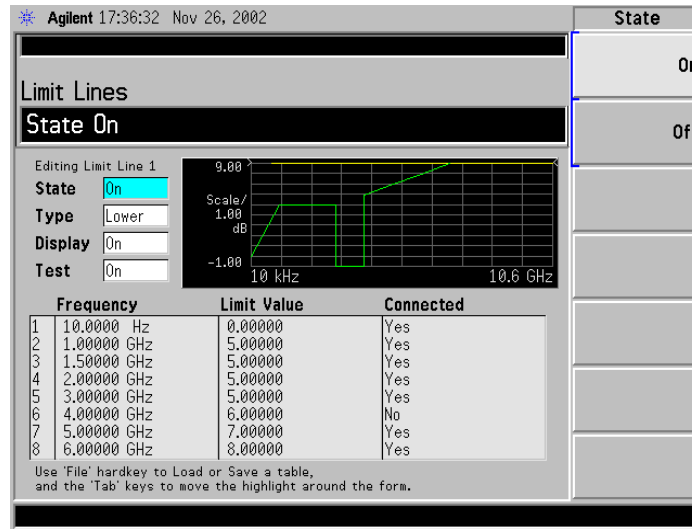 Agilent 17:36:32 Nov 26, 2002
State
On
Limit Lines
State On
Of
Editing Limit Line 1
State On
Type Lower
Display On
Test On
9.00
Scale/
1.00
dB
-1.00
10 kHz 10.6 GHz
Frequency Limit Value Connected
1 10.0000 Hz 0.00000 Yes
2 1.00000 GHz 5.00000 Yes
3 1.50000 GHz 5.00000 Yes
4 2.00000 GHz 5.00000 Yes
5 3.00000 GHz 5.00000 Yes
6 4.00000 GHz 6.00000 No
7 5.00000 GHz 7.00000 Yes
8 6.00000 GHz 8.00000 Yes
Use 'File' hardkey to Load or Save a table,
and the 'Tab' keys to move the highlight around the form.